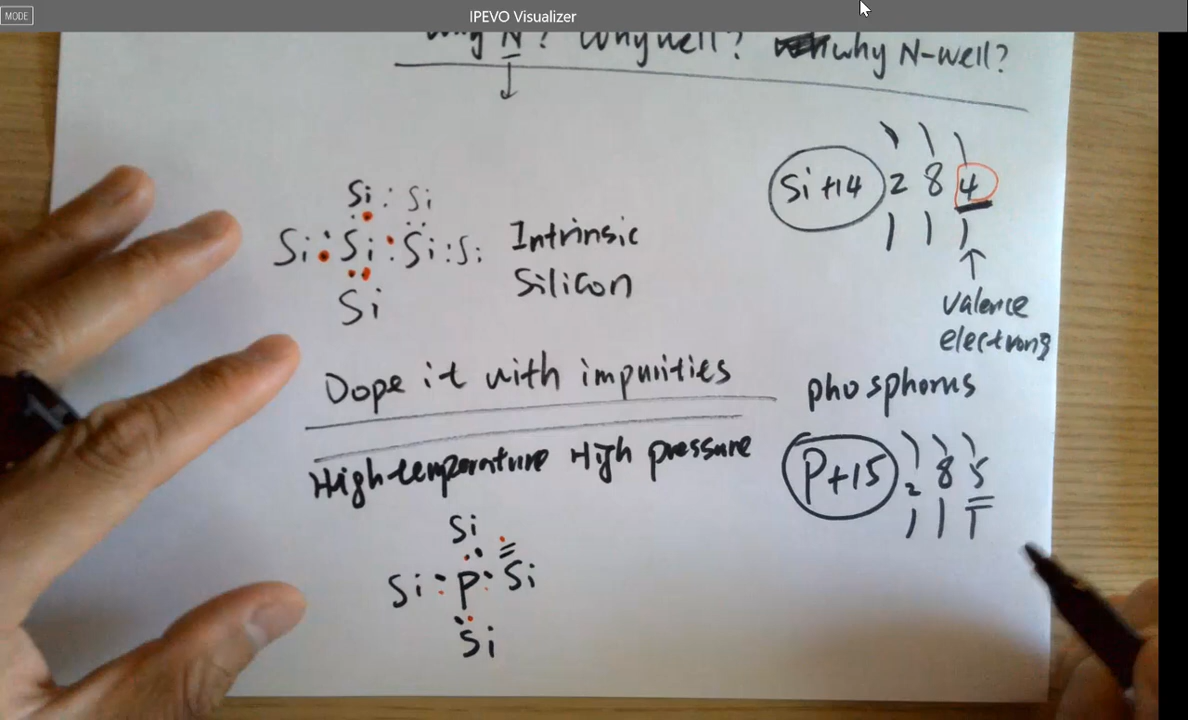 MODE
IPEVO Visualizer
why N? Why well? why N-well?
Si +14 2 8 4
Si : Si
Si : Si : Si : Si
Si
Intrinsic
Silicon
valence
electrons
Dope it with impurities
phosphorus
High-temperature High pressure
P+15 2 8 5
Si
Si : P : Si
Si